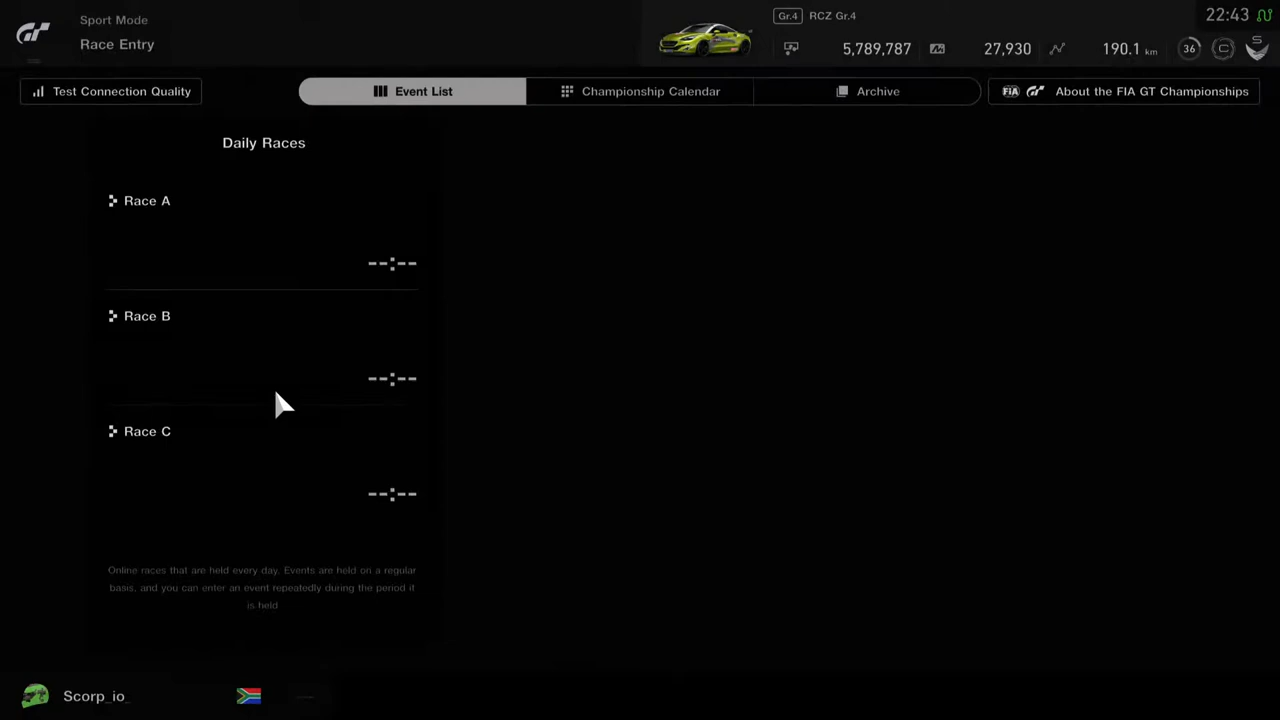 Sport Mode
Race Entry
Gr.4 RCZ Gr.4
22:43
5,789,787 27,930 190.1 km 36 C S
Test Connection Quality
Event List
Championship Calendar
Archive
FIA GT About the FIA GT Championships
Daily Races
Race A
--:--
Race B
--:--
Race C
--:--
Online races that are held every day. Events are held on a regular
basis, and you can enter an event repeatedly during the period it
is held
Scorp_io_